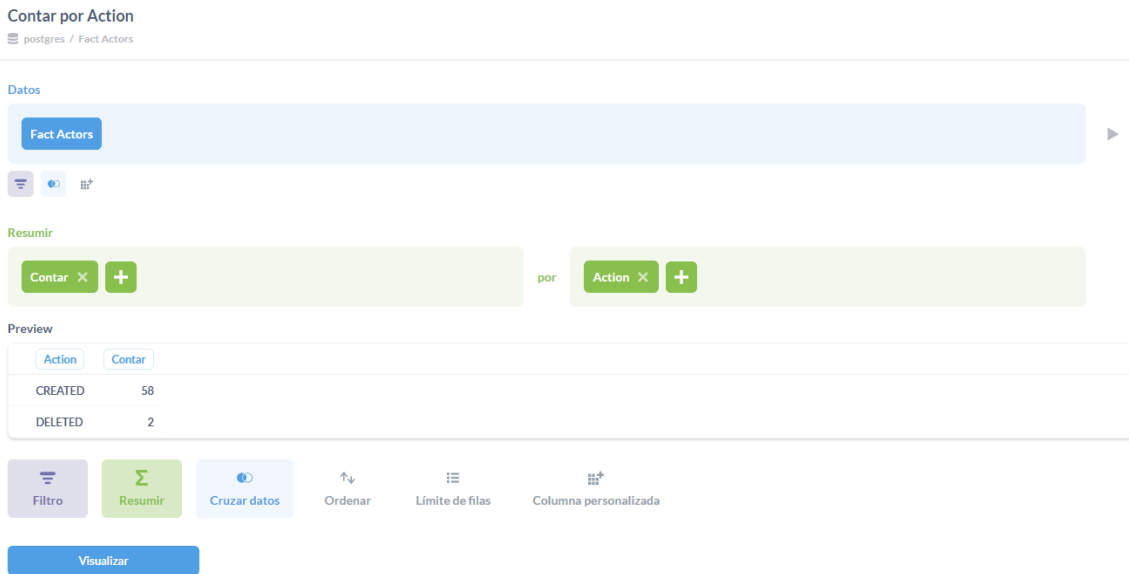 Contar por Action
postgres / Fact Actors
Datos
Fact Actors
Resumir
Contar
por
Action
Preview
Action Contar
CREATED 58
DELETED 2
Filtro Resumir Cruzar datos Ordenar Límite de filas Columna personalizada
Visualizar